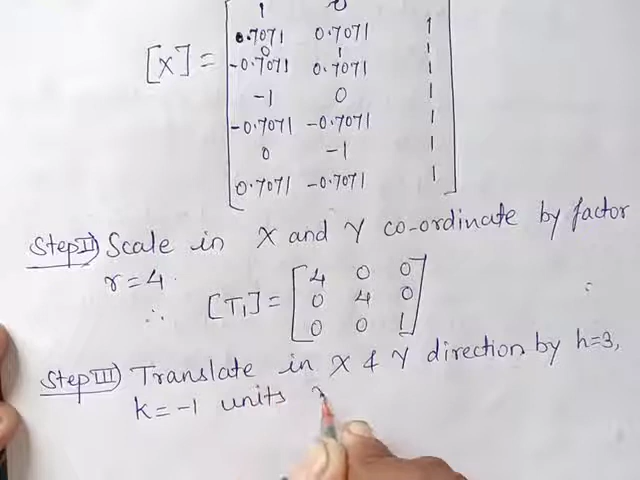 1 0
0.7071 0.7071 1
0 1 1
[X] = -0.7071 0.7071 1
-1 0 1
-0.7071 -0.7071 1
0 -1 1
0.7071 -0.7071 1
Step II) Scale in X and Y co-ordinate by factor
r = 4.
∴ [T1] = [4 0 0
0 4 0
0 0 1]
Step III) Translate in X & Y direction by h=3,
k = -1 units